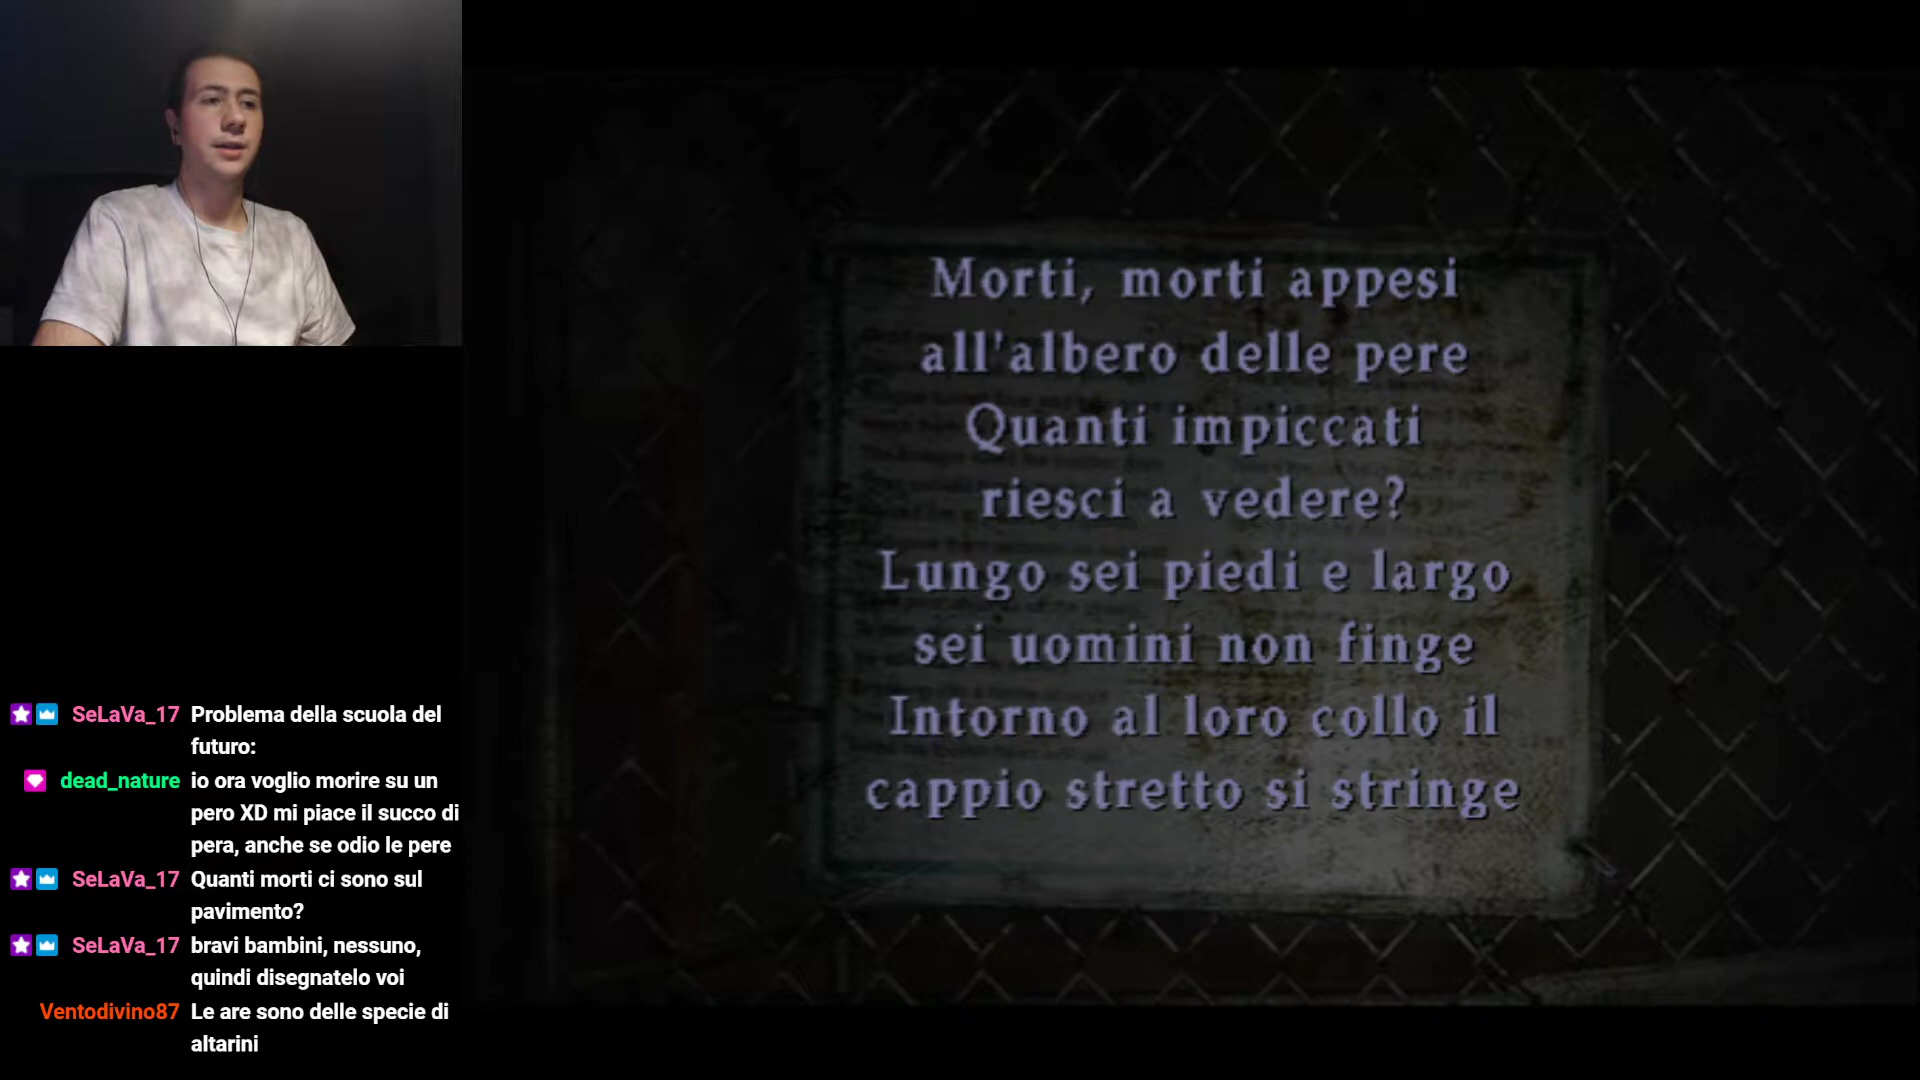 Morti, morti appesi
all'albero delle pere
Quanti impiccati
riesci a vedere?
Lungo sei piedi e largo
sei uomini non finge
Intorno al loro collo il
cappio stretto si stringe
SeLaVa_17 Problema della scuola del
futuro:
dead_nature io ora voglio morire su un
pero XD mi piace il succo di
pera, anche se odio le pere
SeLaVa_17 Quanti morti ci sono sul
pavimento?
SeLaVa_17 bravi bambini, nessuno,
quindi disegnatelo voi
Ventodivino87 Le are sono delle specie di
altarini